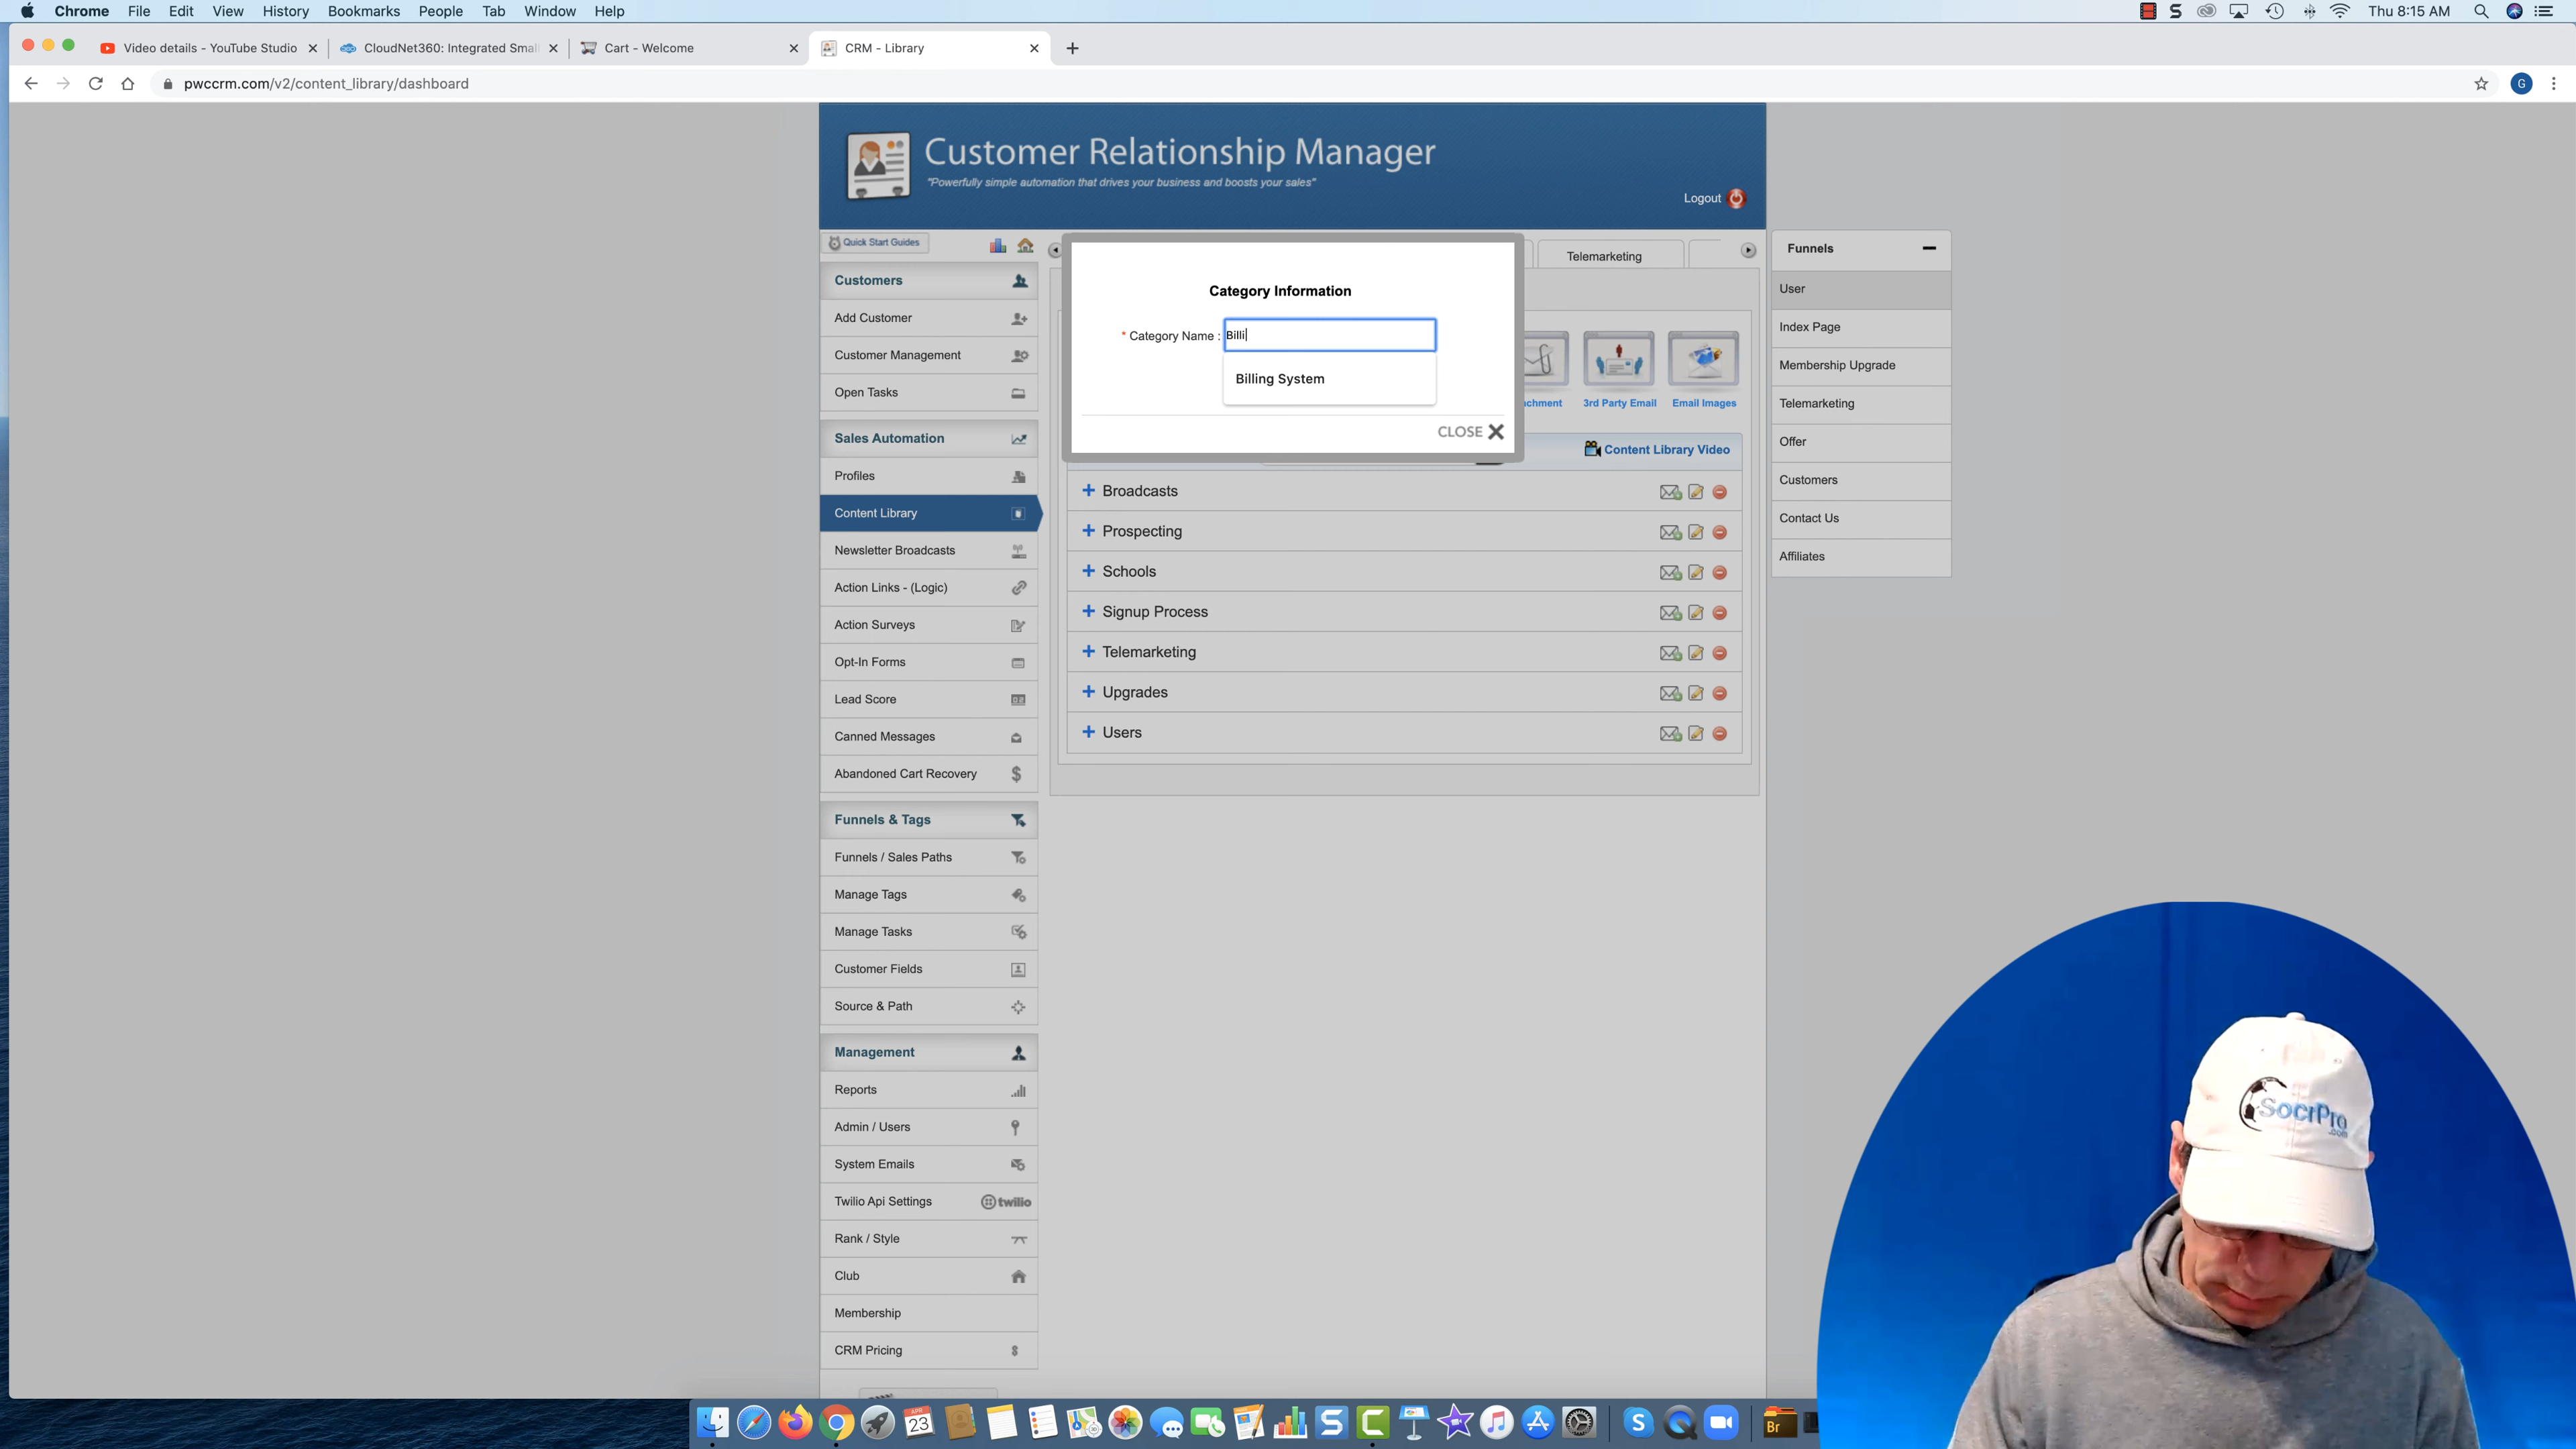 Chrome File Edit View History Bookmarks People Tab Window Help
Thu 8:15 AM
Video details - YouTube Studio
CloudNet360: Integrated Smal
Cart - Welcome
CRM - Library
pwccrm.com/v2/content_library/dashboard
G
Customer Relationship Manager
"Powerfully simple automation that drives your business and boosts your sales"
Logout
Quick Start Guides
Customers
Add Customer
Customer Management
Open Tasks
Sales Automation
Profiles
Content Library
Newsletter Broadcasts
Action Links - (Logic)
Action Surveys
Opt-In Forms
Lead Score
Canned Messages
Abandoned Cart Recovery
Funnels & Tags
Funnels / Sales Paths
Manage Tags
Manage Tasks
Customer Fields
Source & Path
Management
Reports
Admin / Users
System Emails
Twilio Api Settings
twilio
Rank / Style
Club
Membership
CRM Pricing
Telemarketing
Category Information
* Category Name :
Billi
Billing System
CLOSE
chment
3rd Party Email
Email Images
Content Library Video
Broadcasts
Prospecting
Schools
Signup Process
Telemarketing
Upgrades
Users
Funnels
User
Index Page
Membership Upgrade
Telemarketing
Offer
Customers
Contact Us
Affiliates
SocrPro
.com
APR
23
Br